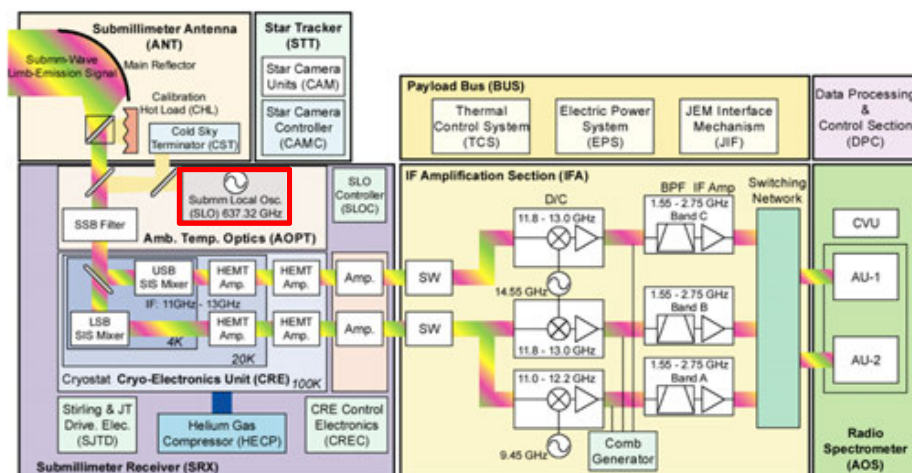 Submillimeter Antenna
(ANT)
Submm-Wave
Limb-Emission Signal
Main Reflector
Calibration
Hot Load (CHL)
Cold Sky
Terminator (CST)
Star Tracker
(STT)
Star Camera
Units (CAM)
Star Camera
Controller
(CAMC)
Payload Bus (BUS)
Thermal
Control System
(TCS)
Electric Power
System
(EPS)
JEM Interface
Mechanism
(JIF)
Data Processing
&
Control Section
(DPC)
Submm Local Osc.
(SLO) 637.32 GHz
SLO
Controller
(SLOC)
SSB Filter
Amb. Temp. Optics (AOPT)
USB
SIS Mixer
HEMT
Amp.
HEMT
Amp.
Amp.
SW
IF: 11GHz - 13GHz
LSB
SIS Mixer
HEMT
Amp.
HEMT
Amp.
Amp.
SW
4K
20K
100K
Cryostat Cryo-Electronics Unit (CRE)
Stirling & JT
Drive. Elec.
(SJTD)
Helium Gas
Compressor (HECP)
CRE Control
Electronics
(CREC)
Submillimeter Receiver (SRX)
IF Amplification Section (IFA)
D/C
BPF IF Amp
Switching
Network
11.8 - 13.0 GHz
1.55 - 2.75 GHz
Band C
14.55 GHz
11.8 - 13.0 GHz
1.55 - 2.75 GHz
Band B
11.0 - 12.2 GHz
1.55 - 2.75 GHz
Band A
9.45 GHz
Comb
Generator
CVU
AU-1
AU-2
Radio
Spectrometer
(AOS)